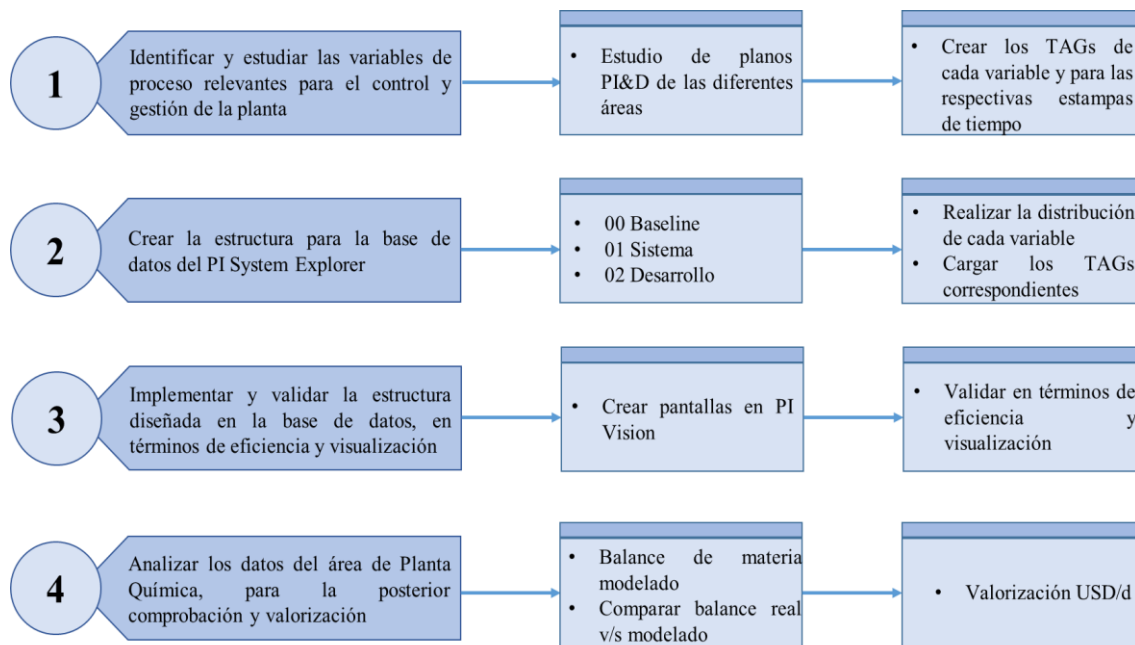 1
Identificar y estudiar las variables de
proceso relevantes para el control y
gestión de la planta
• Estudio de planos
PI&D de las diferentes
áreas
• Crear los TAGs de
cada variable y para las
respectivas estampas
de tiempo
2
Crear la estructura para la base de
datos del PI System Explorer
• 00 Baseline
• 01 Sistema
• 02 Desarrollo
• Realizar la distribución
de cada variable
• Cargar los TAGs
correspondientes
3
Implementar y validar la estructura
diseñada en la base de datos, en
términos de eficiencia y visualización
• Crear pantallas en PI
Vision
• Validar en términos de
eficiencia y
visualización
4
Analizar los datos del área de Planta
Química, para la posterior
comprobación y valorización
• Balance de materia
modelado
• Comparar balance real
v/s modelado
• Valorización USD/d